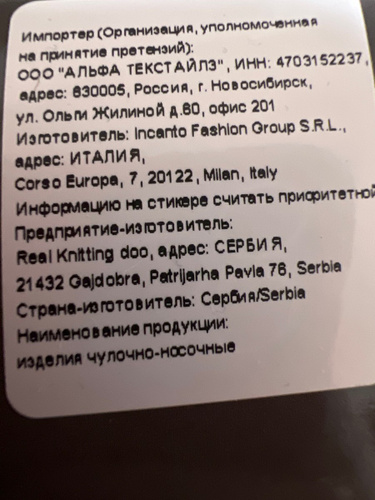 Импортер (Организация, уполномоченная
на принятие претензий):
ООО "АЛЬФА ТЕКСТАЙЛЗ", ИНН: 4703152237,
адрес: 630005, Россия, г. Новосибирск,
ул. Ольги Жилиной д.60, офис 201
Изготовитель: Incanto Fashion Group S.R.L.,
адрес: ИТАЛИЯ,
Corso Europa, 7, 20122, Milan, Italy
Информацию на стикере считать приоритетной
Предприятие-изготовитель:
Real Knitting doo, адрес: СЕРБИЯ,
21432 Gajdobra, Patrijarha Pavla 76, Serbia
Страна-изготовитель: Сербия/Serbia
Наименование продукции:
изделия чулочно-носочные